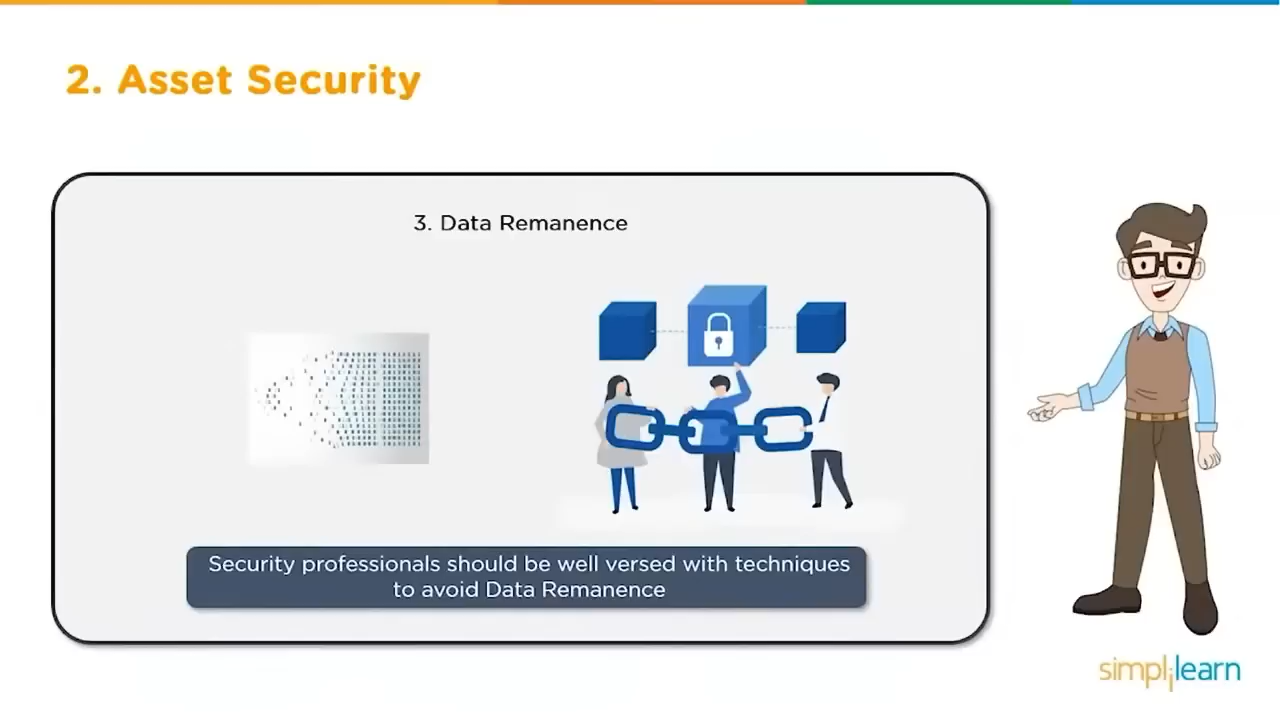 2. Asset Security
3. Data Remanence
Security professionals should be well versed with techniques
to avoid Data Remanence
simplilearn